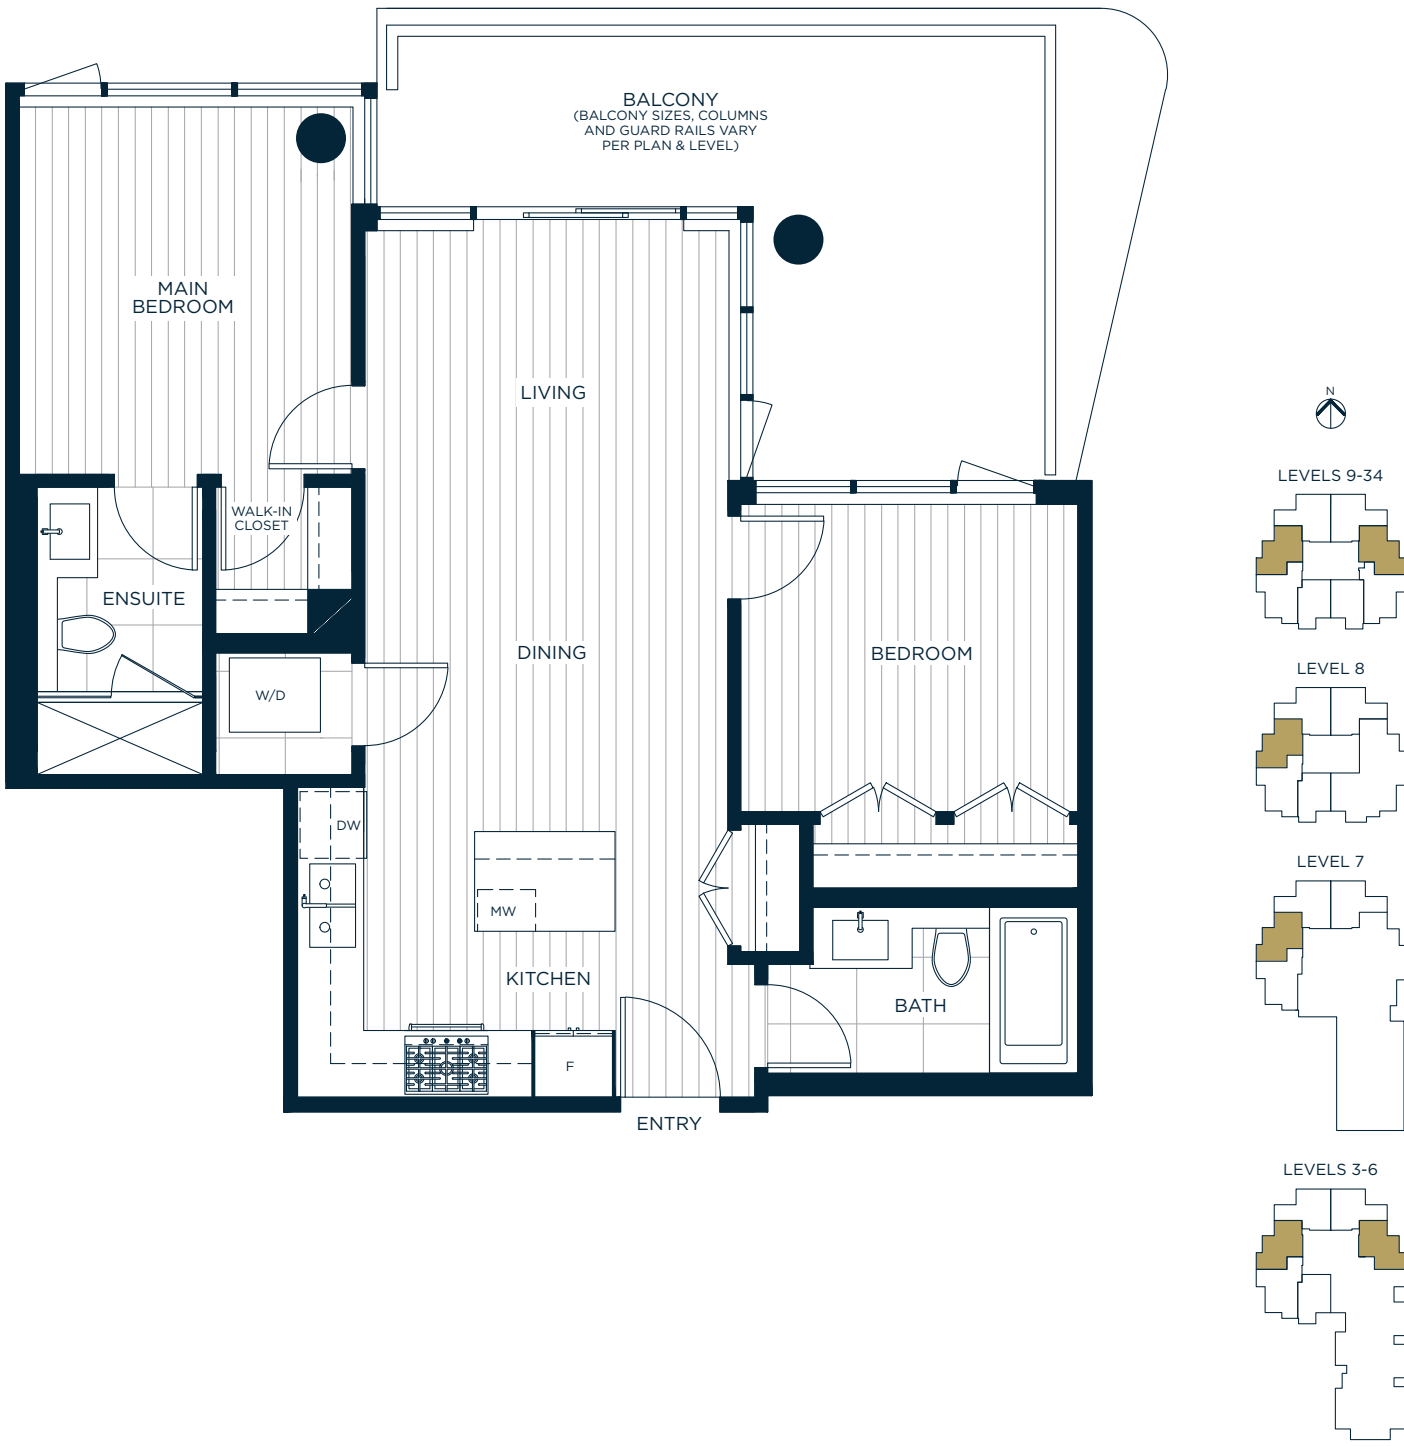 BALCONY
(BALCONY SIZES, COLUMNS
AND GUARD RAILS VARY
PER PLAN & LEVEL)
MAIN
BEDROOM
LIVING
WALK-IN
CLOSET
ENSUITE
DINING
BEDROOM
W/D
DW
MW
KITCHEN
BATH
F
ENTRY
N
LEVELS 9-34
LEVEL 8
LEVEL 7
LEVELS 3-6